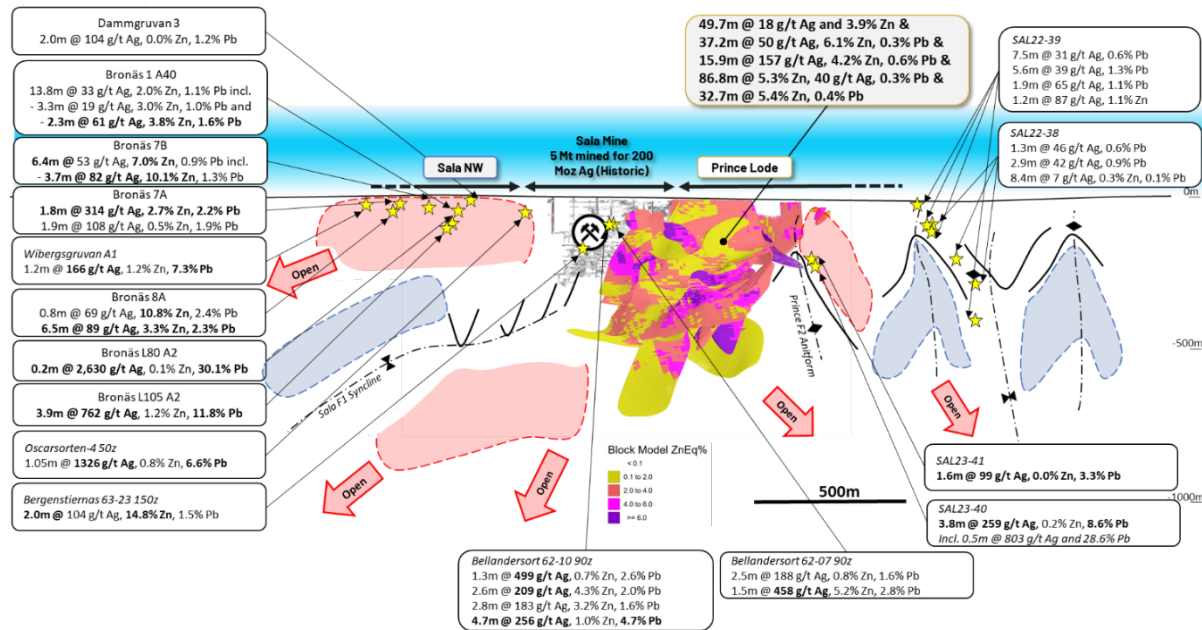 Dammgruvan 3
2.0m @ 104 g/t Ag, 0.0% Zn, 1.2% Pb
Bronäs 1 A40
13.8m @ 33 g/t Ag, 2.0% Zn, 1.1% Pb incl.
- 3.3m @ 19 g/t Ag, 3.0% Zn, 1.0% Pb and
- 2.3m @ 61 g/t Ag, 3.8% Zn, 1.6% Pb
Bronäs 7B
6.4m @ 53 g/t Ag, 7.0% Zn, 0.9% Pb incl.
- 3.7m @ 82 g/t Ag, 10.1% Zn, 1.3% Pb
Bronäs 7A
1.8m @ 314 g/t Ag, 2.7% Zn, 2.2% Pb
1.9m @ 108 g/t Ag, 0.5% Zn, 1.9% Pb
Wibergsgruvan A1
1.2m @ 166 g/t Ag, 1.2% Zn, 7.3% Pb
Bronäs 8A
0.8m @ 69 g/t Ag, 10.8% Zn, 2.4% Pb
6.5m @ 89 g/t Ag, 3.3% Zn, 2.3% Pb
Bronäs L80 A2
0.2m @ 2,630 g/t Ag, 0.1% Zn, 30.1% Pb
Bronäs L105 A2
3.9m @ 762 g/t Ag, 1.2% Zn, 11.8% Pb
Oscarsorten-4 50z
1.05m @ 1326 g/t Ag, 0.8% Zn, 6.6% Pb
Bergenstiernas 63-23 150z
2.0m @ 104 g/t Ag, 14.8% Zn, 1.5% Pb
49.7m @ 18 g/t Ag and 3.9% Zn &
37.2m @ 50 g/t Ag, 6.1% Zn, 0.3% Pb &
15.9m @ 157 g/t Ag, 4.2% Zn, 0.6% Pb &
86.8m @ 5.3% Zn, 40 g/t Ag, 0.3% Pb &
32.7m @ 5.4% Zn, 0.4% Pb
SAL22-39
7.5m @ 31 g/t Ag, 0.6% Pb
5.6m @ 39 g/t Ag, 1.3% Pb
1.9m @ 65 g/t Ag, 1.1% Pb
1.2m @ 87 g/t Ag, 1.1% Zn
SAL22-38
1.3m @ 46 g/t Ag, 0.6% Pb
2.9m @ 42 g/t Ag, 0.9% Pb
8.4m @ 7 g/t Ag, 0.3% Zn, 0.1% Pb
Sala NW
Sala Mine
5 Mt mined for 200
Moz Ag (Historic)
Prince Lode
0m
-500m
-1000m
Open
Open
Open
Open
Open
Sala F1 Syncline
Prince F2 Anitform
Block Model ZnEq%
< 0.1
0.1 to 2.0
2.0 to 4.0
4.0 to 6.0
>= 6.0
500m
SAL23-41
1.6m @ 99 g/t Ag, 0.0% Zn, 3.3% Pb
SAL23-40
3.8m @ 259 g/t Ag, 0.2% Zn, 8.6% Pb
Incl. 0.5m @ 803 g/t Ag and 28.6% Pb
Bellandersort 62-10 90z
1.3m @ 499 g/t Ag, 0.7% Zn, 2.6% Pb
2.6m @ 209 g/t Ag, 4.3% Zn, 2.0% Pb
2.8m @ 183 g/t Ag, 3.2% Zn, 1.6% Pb
4.7m @ 256 g/t Ag, 1.0% Zn, 4.7% Pb
Bellandersort 62-07 90z
2.5m @ 188 g/t Ag, 0.8% Zn, 1.6% Pb
1.5m @ 458 g/t Ag, 5.2% Zn, 2.8% Pb